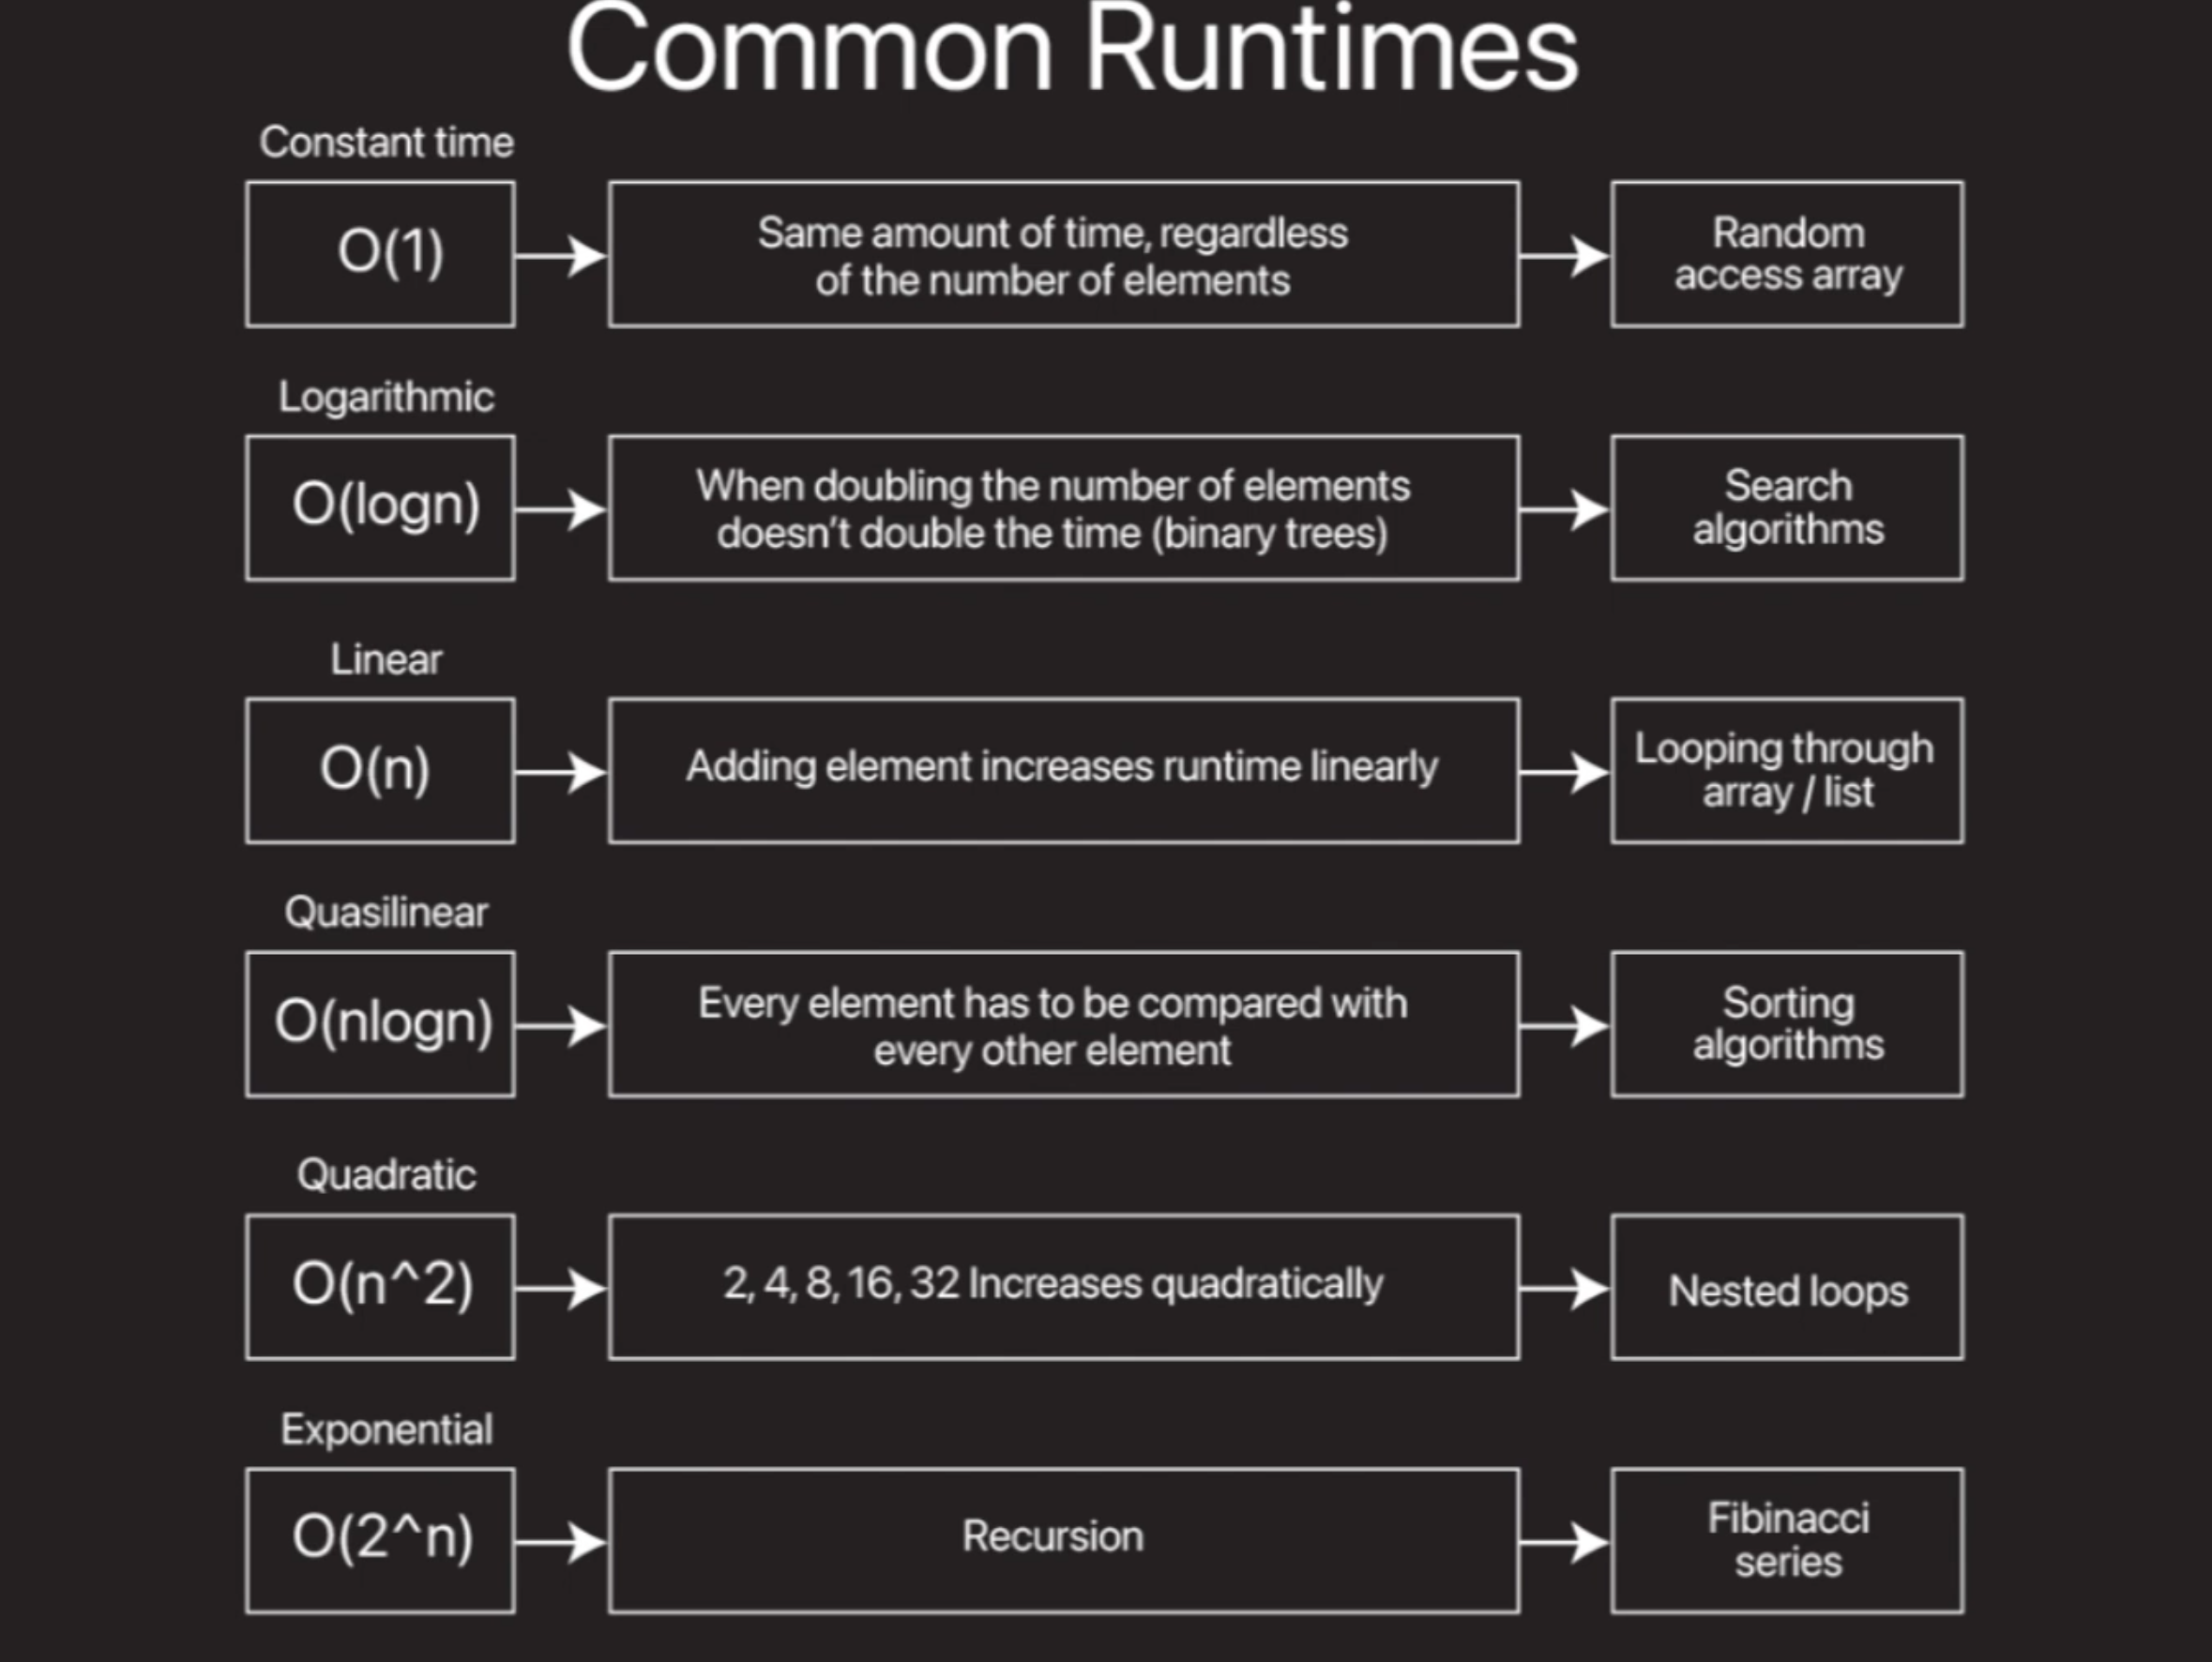 Common Runtimes
Constant time
O(1)
Same amount of time, regardless
of the number of elements
Random
access array
Logarithmic
O(logn)
When doubling the number of elements
doesn't double the time (binary trees)
Search
algorithms
Linear
O(n)
Adding element increases runtime linearly
Looping through
array / list
Quasilinear
O(nlogn)
Every element has to be compared with
every other element
Sorting
algorithms
Quadratic
O(n^2)
2, 4, 8, 16, 32 Increases quadratically
Nested loops
Exponential
O(2^n)
Recursion
Fibinacci
series